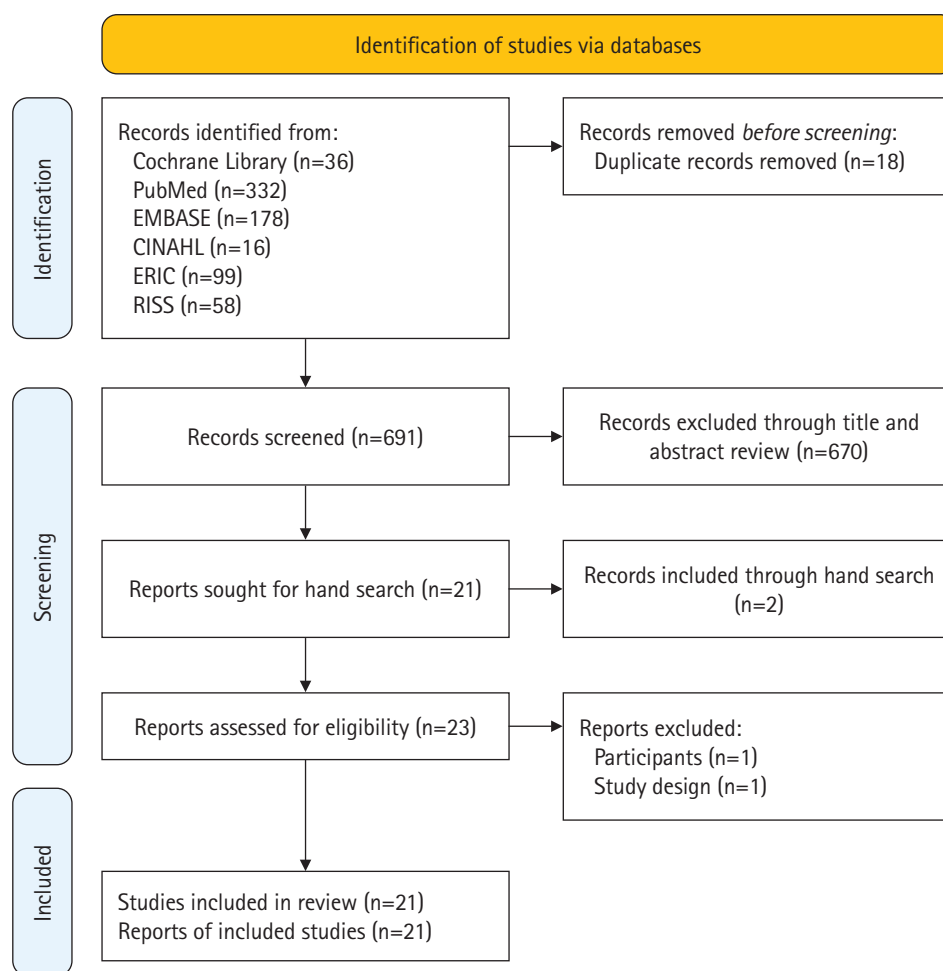 Identification of studies via databases
Identification
Records identified from:
Cochrane Library (n=36)
PubMed (n=332)
EMBASE (n=178)
CINAHL (n=16)
ERIC (n=99)
RISS (n=58)
Records removed before screening:
Duplicate records removed (n=18)
Screening
Records screened (n=691)
Records excluded through title and
abstract review (n=670)
Reports sought for hand search (n=21)
Records included through hand search
(n=2)
Reports assessed for eligibility (n=23)
Reports excluded:
Participants (n=1)
Study design (n=1)
Included
Studies included in review (n=21)
Reports of included studies (n=21)